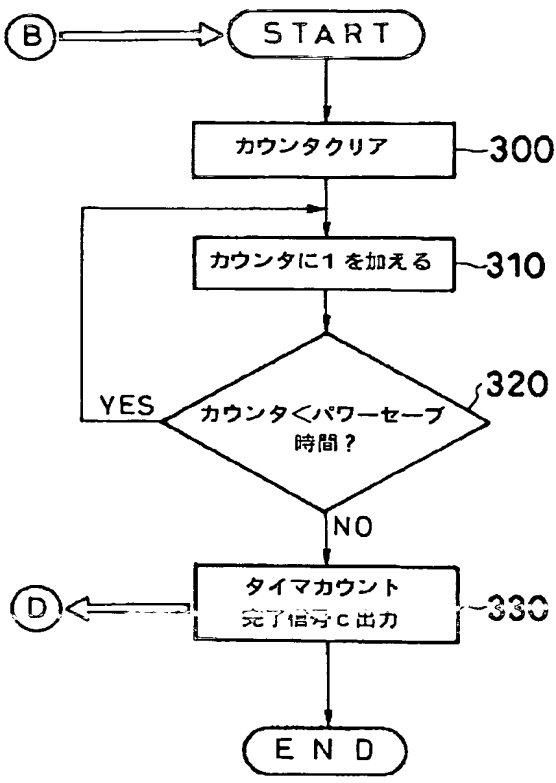 B
START
カウンタクリア
300
カウンタに1を加える
310
320
カウンタ<パワーセーブ
時間?
YES
NO
タイマカウント
完了信号c出力
330
D
END